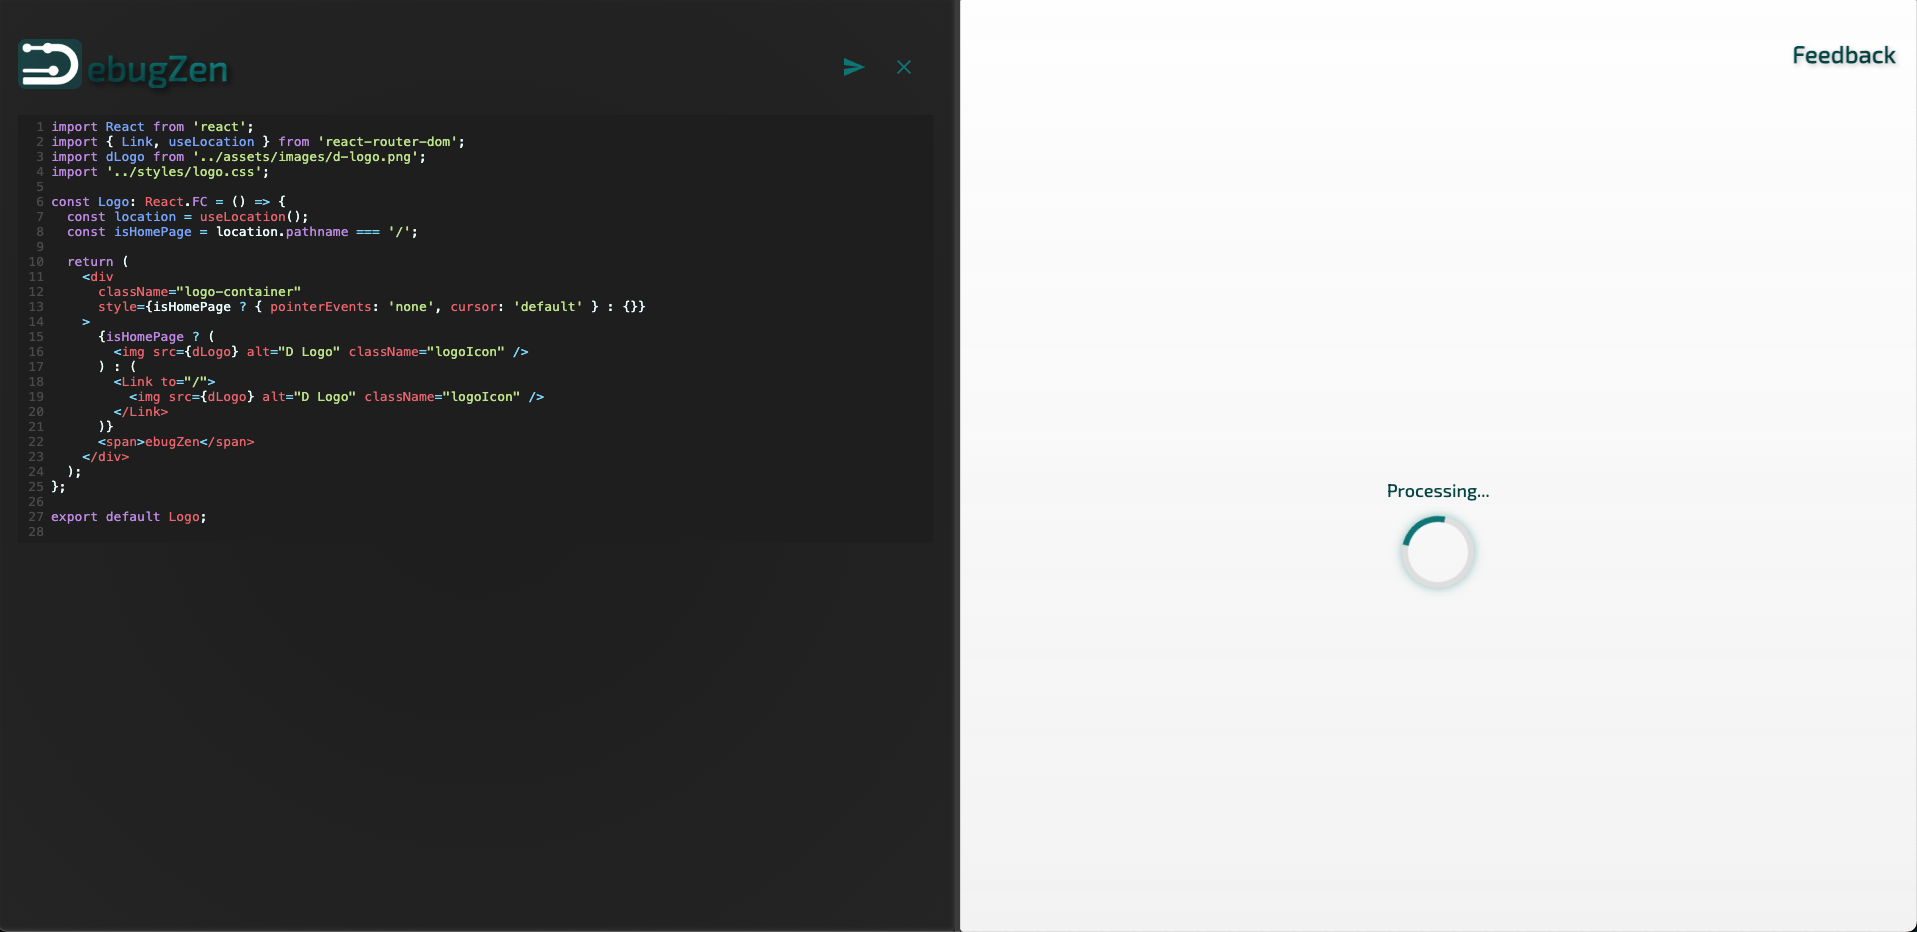 ebugZen
1 import React from 'react';
2 import { Link, useLocation } from 'react-router-dom';
3 import dLogo from '../assets/images/d-logo.png';
4 import '../styles/logo.css';
5
6 const Logo: React.FC = () => {
7   const location = useLocation();
8   const isHomePage = location.pathname === '/';
9
10   return (
11     <div
12       className="logo-container"
13       style={isHomePage ? { pointerEvents: 'none', cursor: 'default' } : {}}
14     >
15       {isHomePage ? (
16         <img src={dLogo} alt="D Logo" className="logoIcon" />
17       ) : (
18         <Link to="/">
19           <img src={dLogo} alt="D Logo" className="logoIcon" />
20         </Link>
21       )}
22       <span>ebugZen</span>
23     </div>
24   );
25 };
26
27 export default Logo;
28
Feedback
Processing...